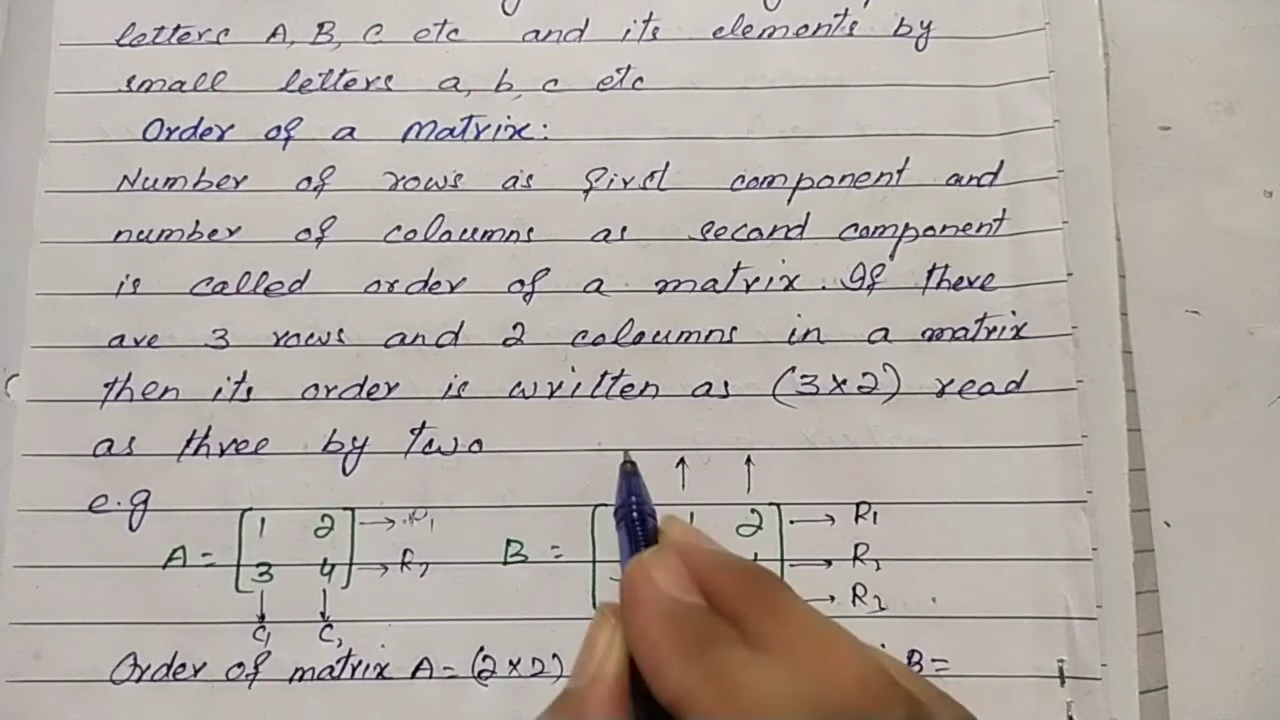 letters A, B, C etc and its elements by
small letters a, b, c etc
Order of a matrix:
Number of rows as first component and
number of coloumns as second component
is called order of a matrix. If there
are 3 rows and 2 coloumns in a matrix
then its order is written as (3×2) read
as three by two
e.g
↑ ↑
A = [1 2 → R1 B = [ 1 2] → R1
3 4] → R2 → R2
↓ ↓ → R3
C1 C2
Order of matrix A = (2×2) B =